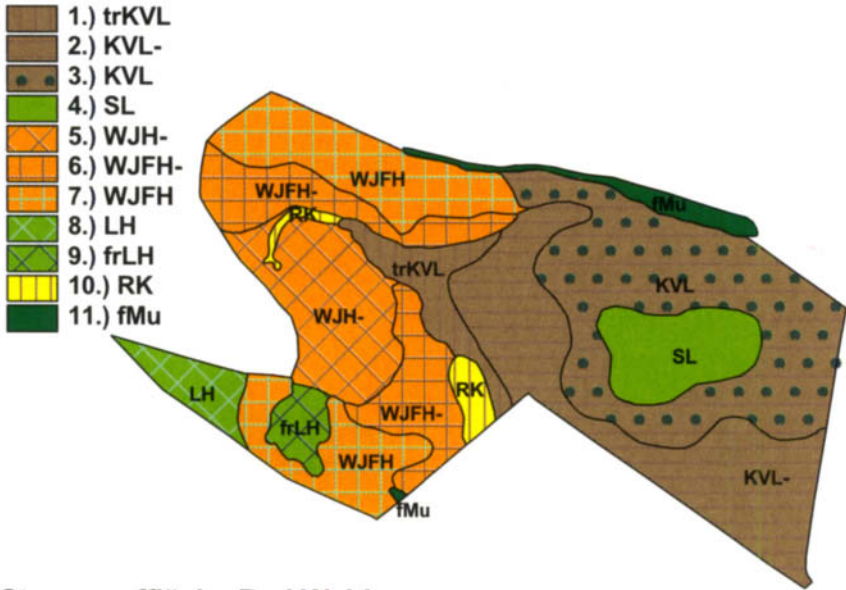 1.) trKVL
2.) KVL-
3.) KVL
4.) SL
5.) WJH-
6.) WJFH-
7.) WJFH
8.) LH
9.) frLH
10.) RK
11.) fMu
WJFH
WJFH-
RK
fMu
trKVL
KVL
WJH-
SL
LH
RK
WJFH-
frLH
WJFH
KVL-
fMu